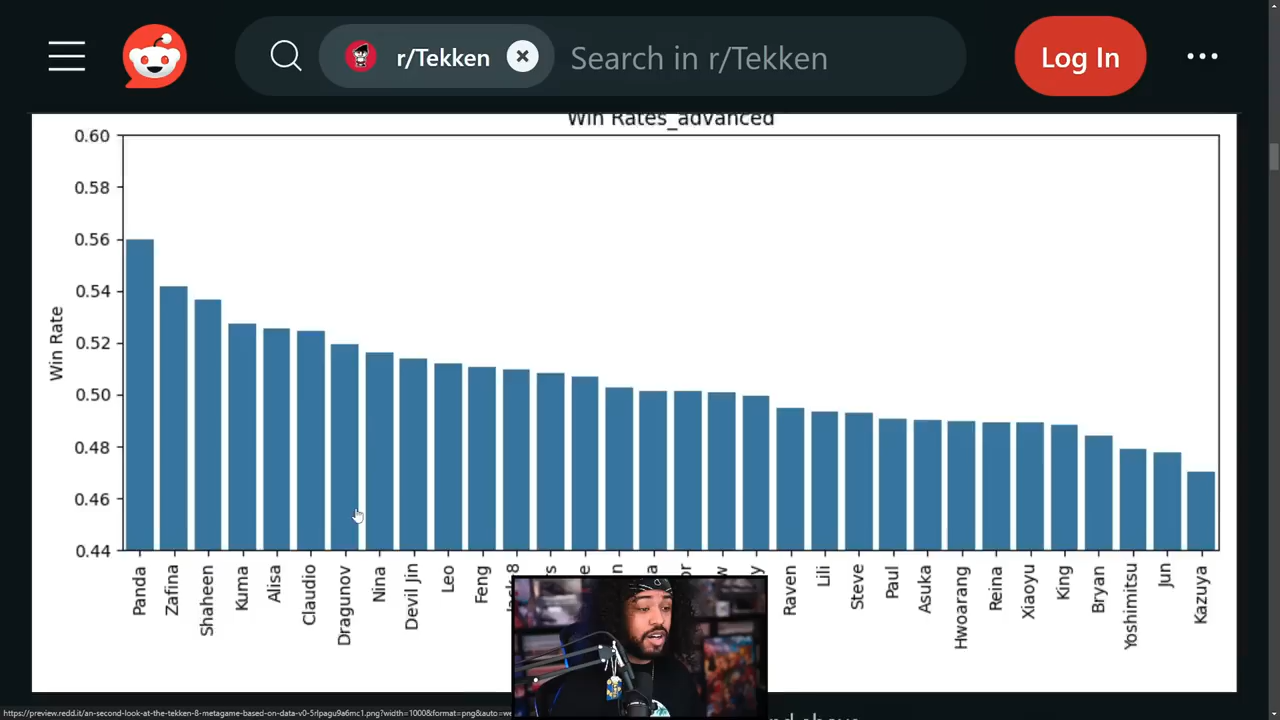 r/Tekken
Search in r/Tekken
Log In
Win Rates_advanced
0.60
0.58
0.56
0.54
0.52
0.50
0.48
0.46
0.44
Win Rate
Panda
Zafina
Shaheen
Kuma
Alisa
Claudio
Dragunov
Nina
Devil Jin
Leo
Feng
Jack-8
Raven
Lili
Steve
Paul
Asuka
Hwoarang
Reina
Xiaoyu
King
Bryan
Yoshimitsu
Jun
Kazuya